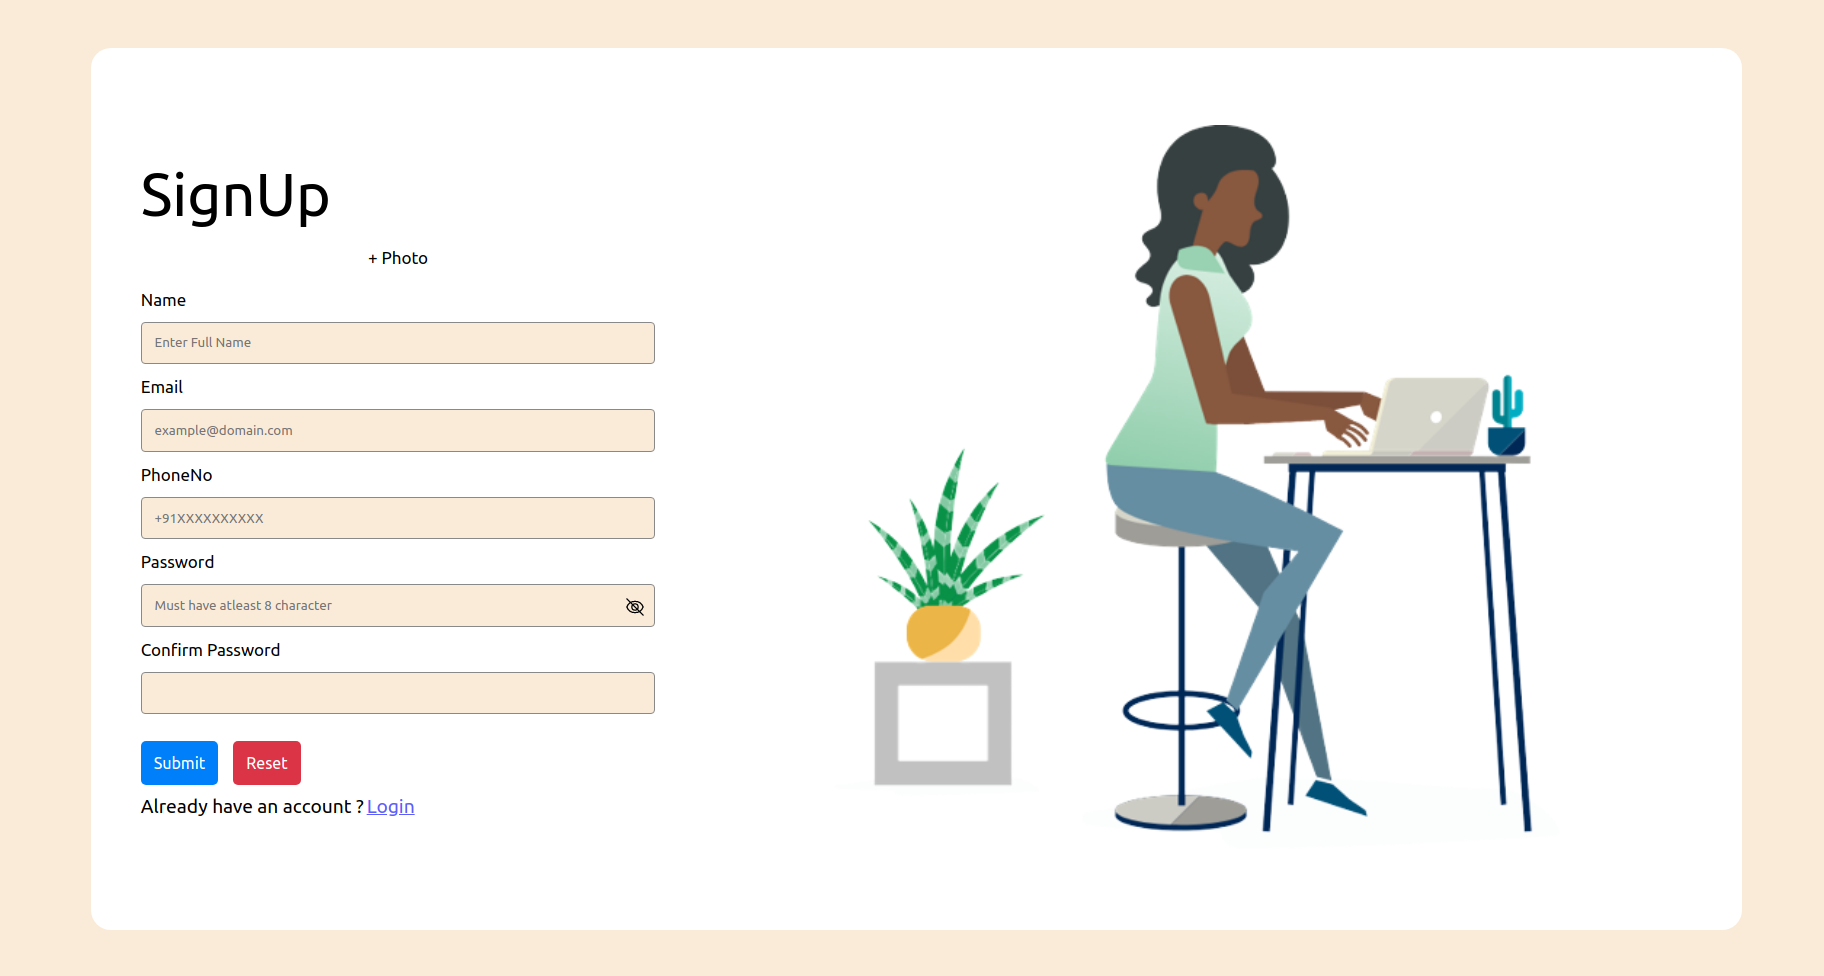 SignUp
+ Photo
Name
Enter Full Name
Email
example@domain.com
PhoneNo
+91XXXXXXXXXX
Password
Must have atleast 8 character
Confirm Password
Submit Reset
Already have an account ? Login